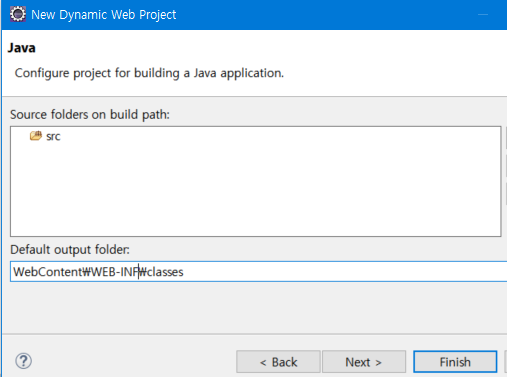 New Dynamic Web Project
Java
Configure project for building a Java application.
Source folders on build path:
src
Default output folder:
WebContent₩WEB-INF₩classes
?
< Back
Next >
Finish